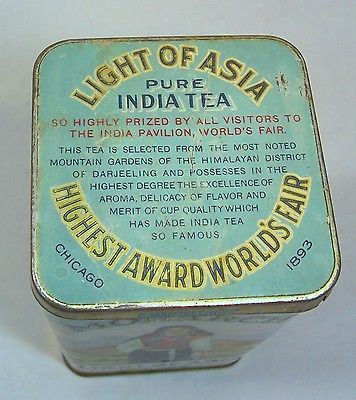 LIGHT OF ASIA
PURE
INDIA TEA
SO HIGHLY PRIZED BY ALL VISITORS TO
THE INDIA PAVILION, WORLD'S FAIR.
THIS TEA IS SELECTED FROM THE MOST NOTED
MOUNTAIN GARDENS OF THE HIMALAYAN DISTRICT
OF DARJEELING AND POSSESSES IN THE
HIGHEST DEGREE THE EXCELLENCE OF
AROMA, DELICACY OF FLAVOR AND
MERIT OF CUP QUALITY WHICH
HAS MADE INDIA TEA
SO FAMOUS.
HIGHEST AWARD WORLD'S FAIR
CHICAGO
1893